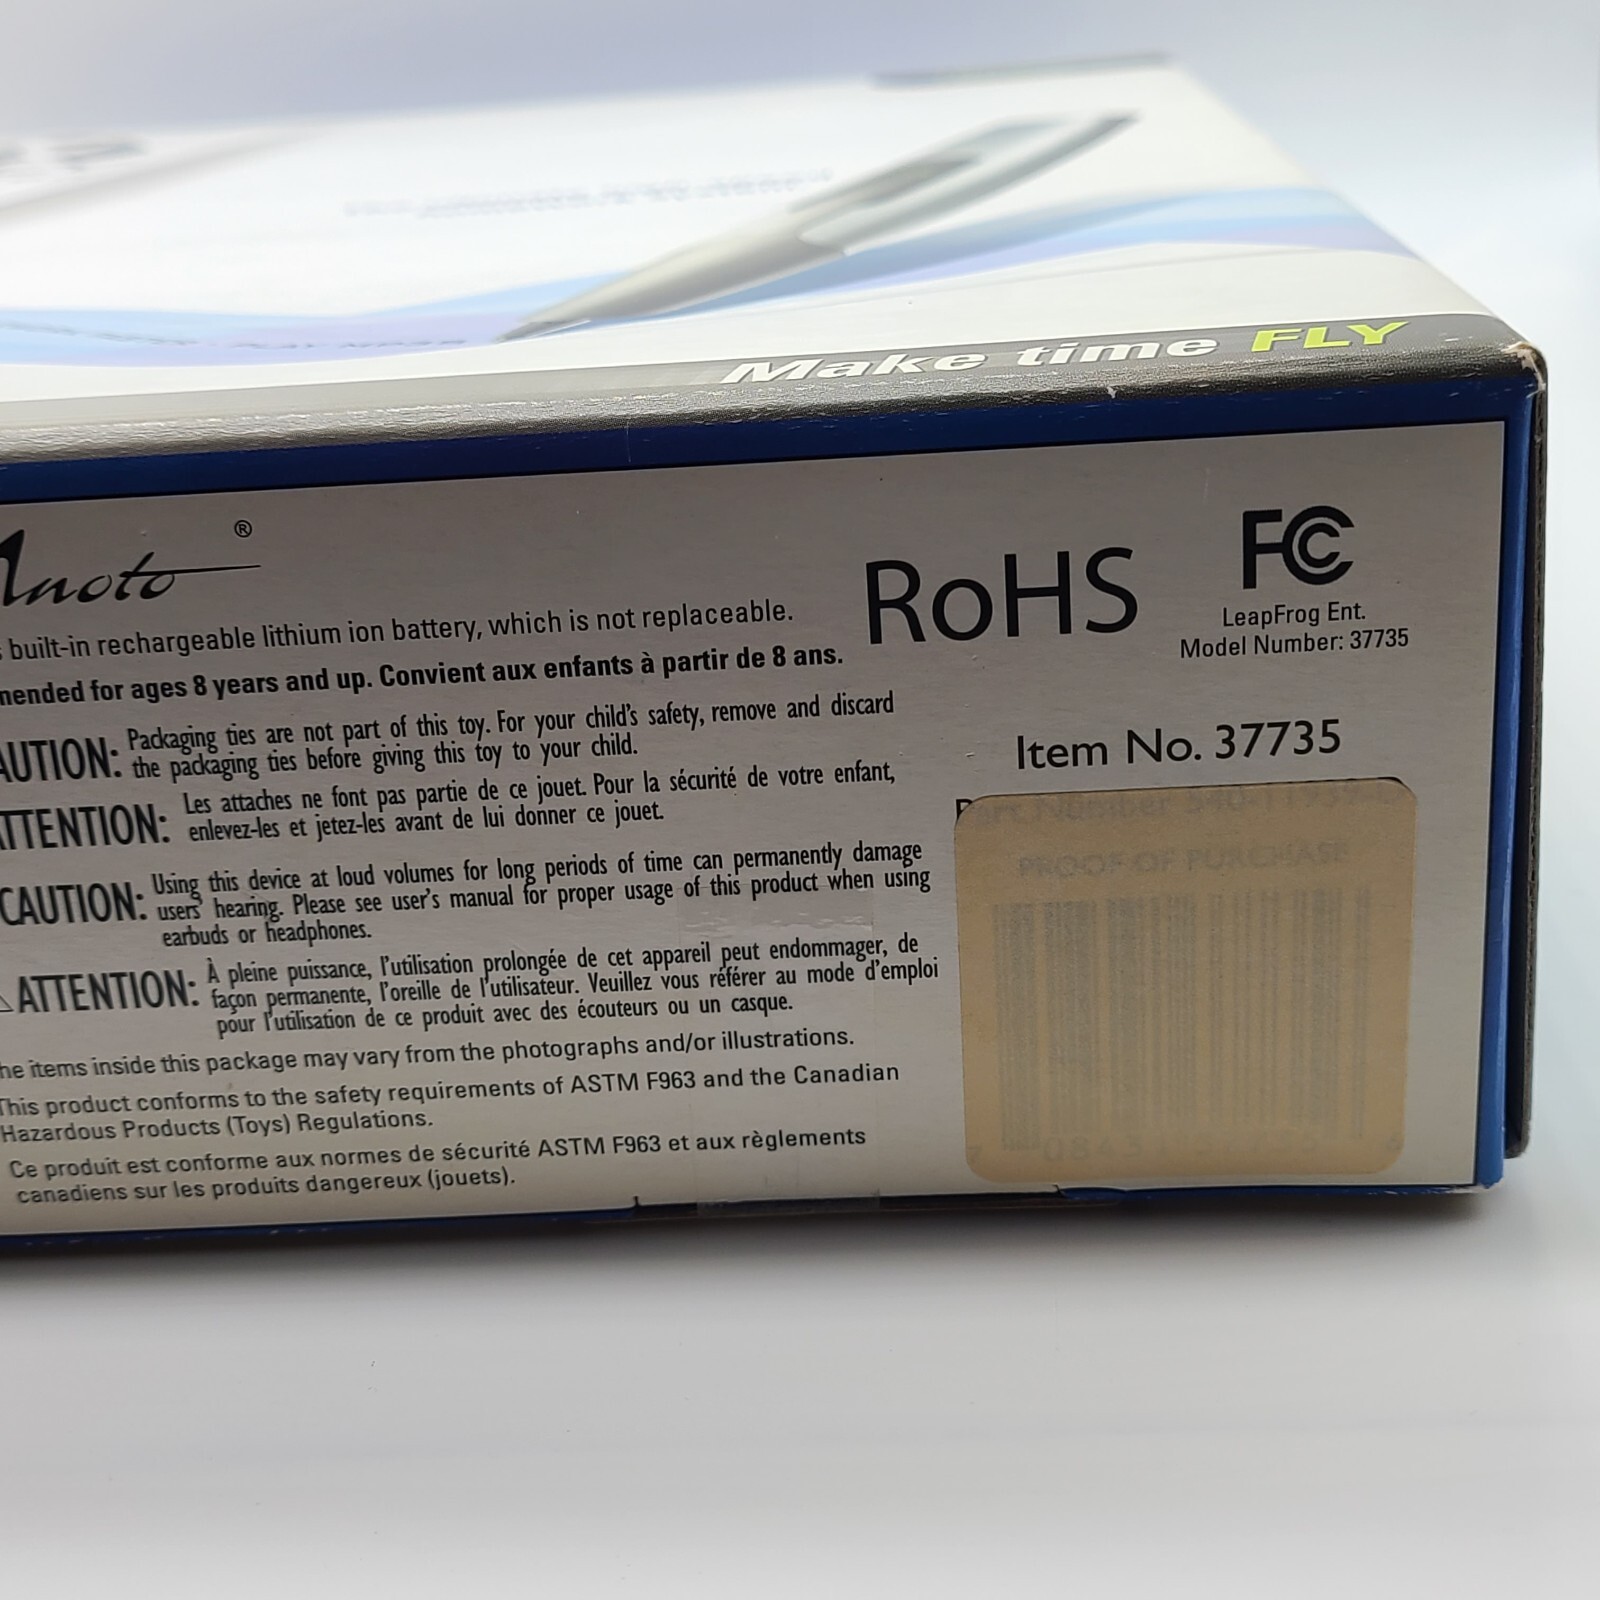 Make time FLY
Anoto®
built-in rechargeable lithium ion battery, which is not replaceable.
mended for ages 8 years and up. Convient aux enfants à partir de 8 ans.
AUTION: Packaging ties are not part of this toy. For your child's safety, remove and discard
the packaging ties before giving this toy to your child.
TTENTION: Les attaches ne font pas partie de ce jouet. Pour la sécurité de votre enfant,
enlevez-les et jetez-les avant de lui donner ce jouet.
CAUTION: Using this device at loud volumes for long periods of time can permanently damage
users' hearing. Please see user's manual for proper usage of this product when using
earbuds or headphones.
ATTENTION: À pleine puissance, l'utilisation prolongée de cet appareil peut endommager, de
façon permanente, l'oreille de l'utilisateur. Veuillez vous référer au mode d'emploi
pour l'utilisation de ce produit avec des écouteurs ou un casque.
he items inside this package may vary from the photographs and/or illustrations.
This product conforms to the safety requirements of ASTM F963 and the Canadian
Hazardous Products (Toys) Regulations.
Ce produit est conforme aux normes de sécurité ASTM F963 et aux règlements
canadiens sur les produits dangereux (jouets).
RoHS
FC
LeapFrog Ent.
Model Number: 37735
Item No. 37735
Part Number
PROOF OF PURCHASE